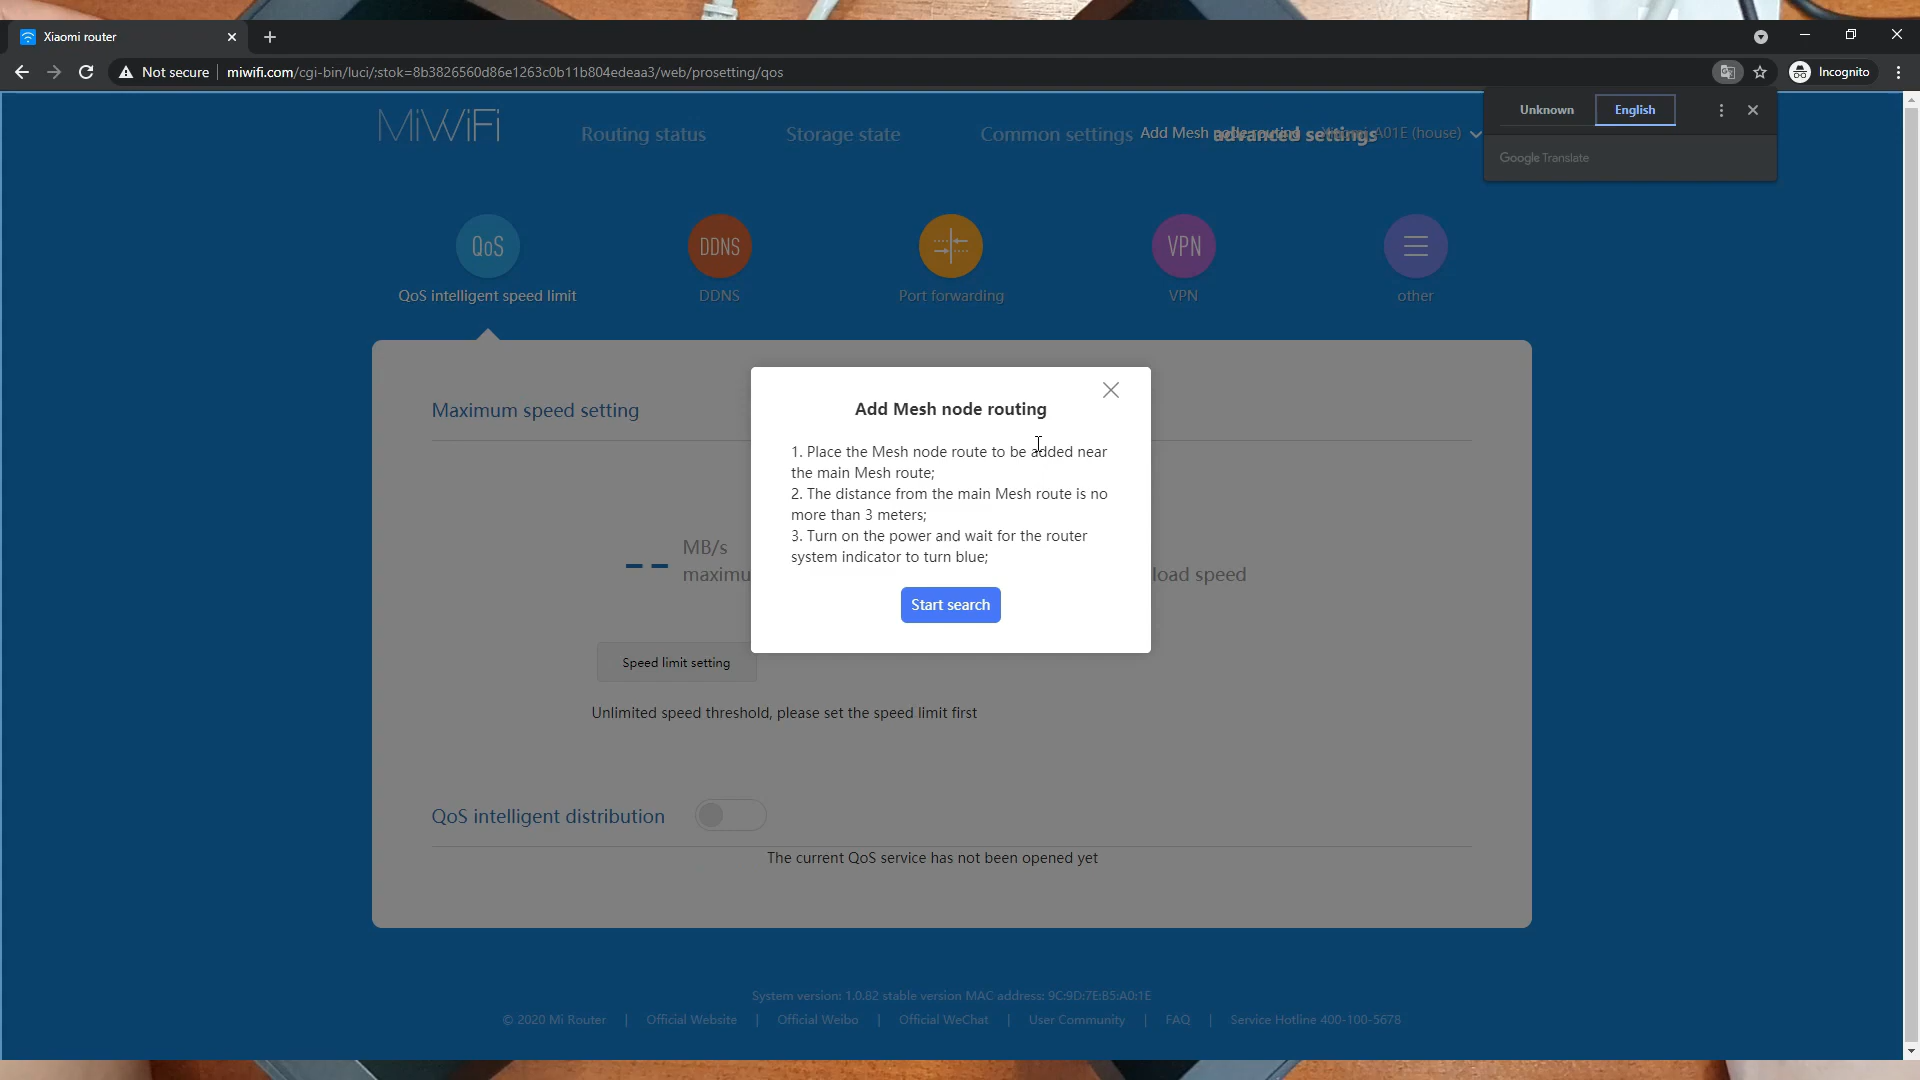 Xiaomi router
Not secure
miwifi.com/cgi-bin/luci/;stok=8b3826560d86e1263c0b11b804edeaa3/web/prosetting/qos
Incognito
Unknown
English
Google Translate
MiWiFi
Routing status
Storage state
Common settings
Add Mesh node routing
advanced settings
A01E (house)
QoS
DDNS
VPN
QoS intelligent speed limit
DDNS
Port forwarding
VPN
other
Maximum speed setting
Add Mesh node routing
1. Place the Mesh node route to be added near
the main Mesh route;
2. The distance from the main Mesh route is no
more than 3 meters;
3. Turn on the power and wait for the router
system indicator to turn blue;
Start search
-- MB/s
maximu
load speed
Speed limit setting
Unlimited speed threshold, please set the speed limit first
QoS intelligent distribution
The current QoS service has not been opened yet
System version: 1.0.82 stable version MAC address: 9C:9D:7E:B5:A0:1E
© 2020 Mi Router | Official Website | Official Weibo | Official WeChat | User Community | FAQ | Service Hotline 400-100-5678